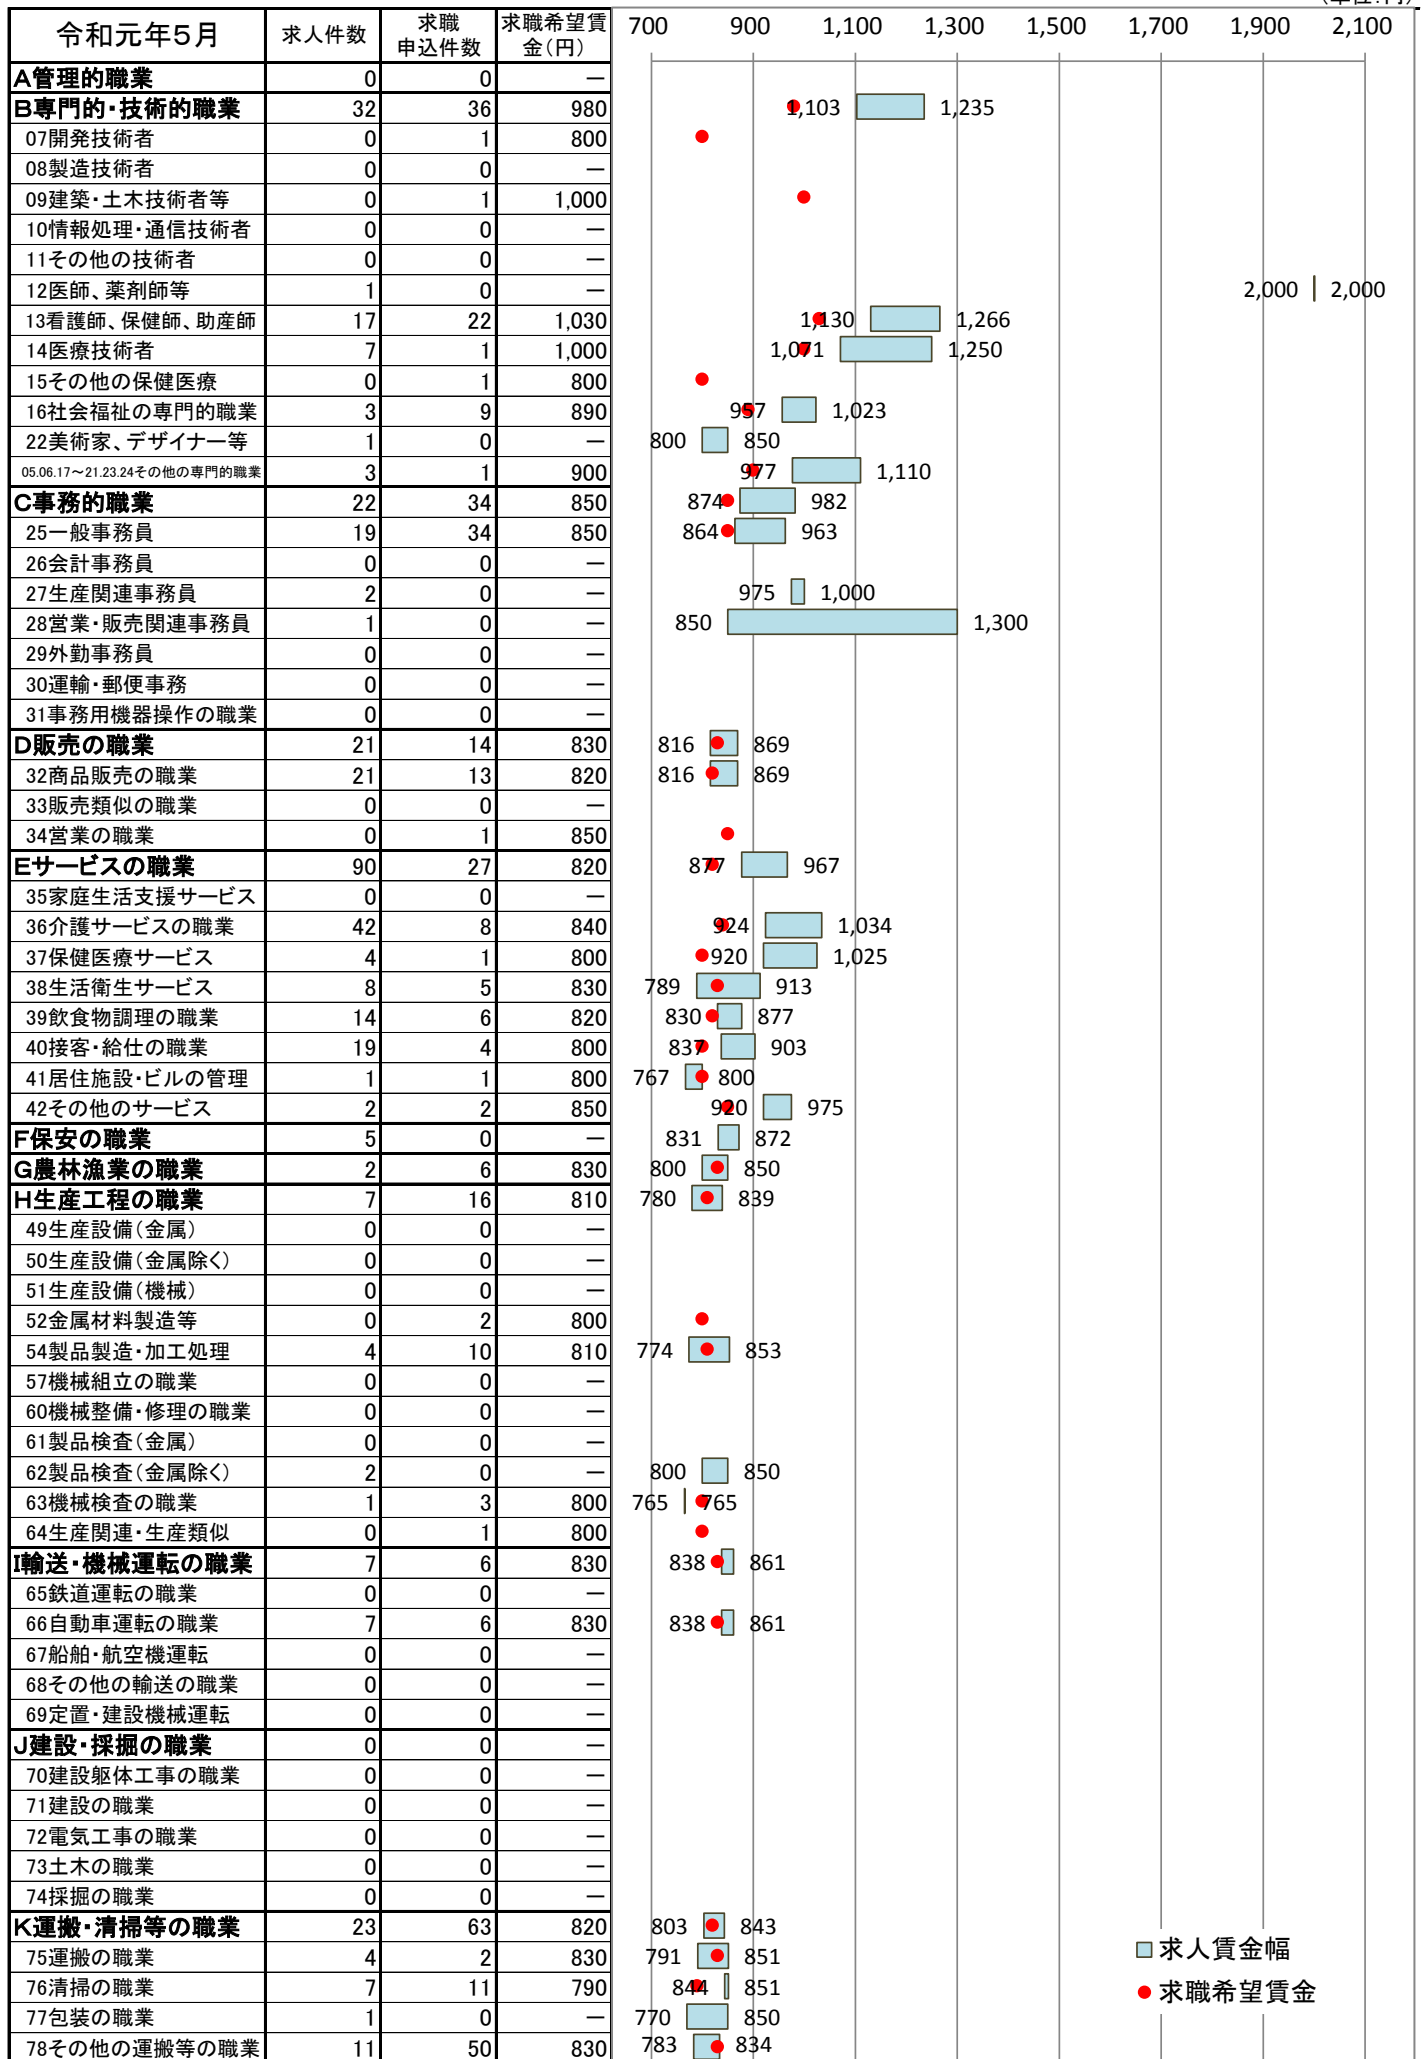 (単位:円)
令和元年5月 求人件数 求職申込件数 求職希望賃金(円) 700 900 1,100 1,300 1,500 1,700 1,900 2,100
A管理的職業 0 0 ―
B専門的・技術的職業 32 36 980 1,103 1,235
07開発技術者 0 1 800
08製造技術者 0 0 ―
09建築・土木技術者等 0 1 1,000
10情報処理・通信技術者 0 0 ―
11その他の技術者 0 0 ―
12医師、薬剤師等 1 0 ― 2,000 2,000
13看護師、保健師、助産師 17 22 1,030 1,130 1,266
14医療技術者 7 1 1,000 1,071 1,250
15その他の保健医療 0 1 800
16社会福祉の専門的職業 3 9 890 957 1,023
22美術家、デザイナー等 1 0 ― 800 850
05.06.17～21.23.24その他の専門的職業 3 1 900 977 1,110
C事務的職業 22 34 850 874 982
25一般事務員 19 34 850 864 963
26会計事務員 0 0 ―
27生産関連事務員 2 0 ― 975 1,000
28営業・販売関連事務員 1 0 ― 850 1,300
29外勤事務員 0 0 ―
30運輸・郵便事務 0 0 ―
31事務用機器操作の職業 0 0 ―
D販売の職業 21 14 830 816 869
32商品販売の職業 21 13 820 816 869
33販売類似の職業 0 0 ―
34営業の職業 0 1 850
Eサービスの職業 90 27 820 877 967
35家庭生活支援サービス 0 0 ―
36介護サービスの職業 42 8 840 924 1,034
37保健医療サービス 4 1 800 920 1,025
38生活衛生サービス 8 5 830 789 913
39飲食物調理の職業 14 6 820 830 877
40接客・給仕の職業 19 4 800 837 903
41居住施設・ビルの管理 1 1 800 767 800
42その他のサービス 2 2 850 920 975
F保安の職業 5 0 ― 831 872
G農林漁業の職業 2 6 830 800 850
H生産工程の職業 7 16 810 780 839
49生産設備(金属) 0 0 ―
50生産設備(金属除く) 0 0 ―
51生産設備(機械) 0 0 ―
52金属材料製造等 0 2 800
54製品製造・加工処理 4 10 810 774 853
57機械組立の職業 0 0 ―
60機械整備・修理の職業 0 0 ―
61製品検査(金属) 0 0 ―
62製品検査(金属除く) 2 0 ― 800 850
63機械検査の職業 1 3 800 765 765
64生産関連・生産類似 0 1 800
I輸送・機械運転の職業 7 6 830 838 861
65鉄道運転の職業 0 0 ―
66自動車運転の職業 7 6 830 838 861
67船舶・航空機運転 0 0 ―
68その他の輸送の職業 0 0 ―
69定置・建設機械運転 0 0 ―
J建設・採掘の職業 0 0 ―
70建設躯体工事の職業 0 0 ―
71建設の職業 0 0 ―
72電気工事の職業 0 0 ―
73土木の職業 0 0 ―
74採掘の職業 0 0 ―
K運搬・清掃等の職業 23 63 820 803 843
75運搬の職業 4 2 830 791 851
76清掃の職業 7 11 790 844 851
77包装の職業 1 0 ― 770 850
78その他の運搬等の職業 11 50 830 783 834
求人賃金幅
求職希望賃金